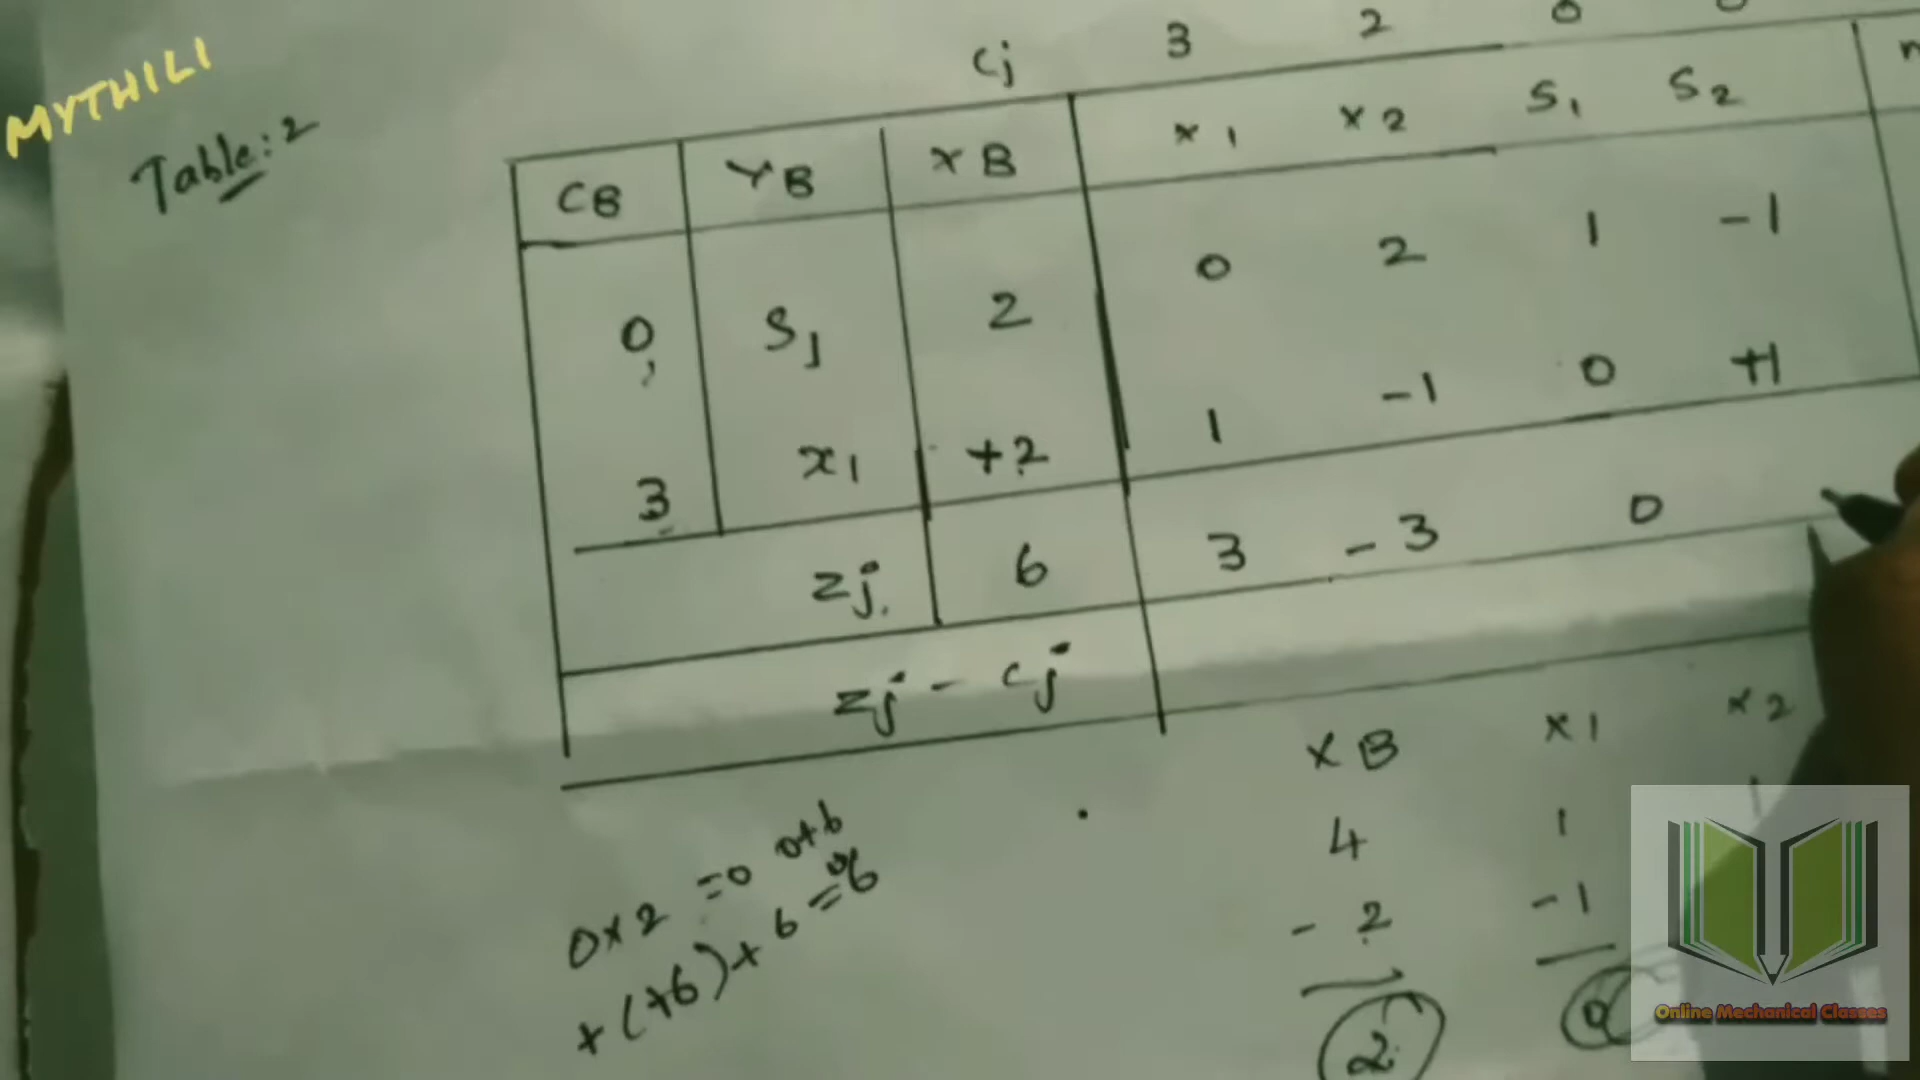 MYTHILI
Table: 2
Cj 3 2 0 0
CB YB XB x1 x2 S1 S2
0 S1 2 0 2 1 -1
3 x1 +2 1 -1 0 +1
Zj 6 3 -3 0
Zj - Cj
XB x1 x2
4 1 1
- 2 -1
2 0
0x2 =0 0+6
+(+6)+ 6 =6
Online Mechanical Classes